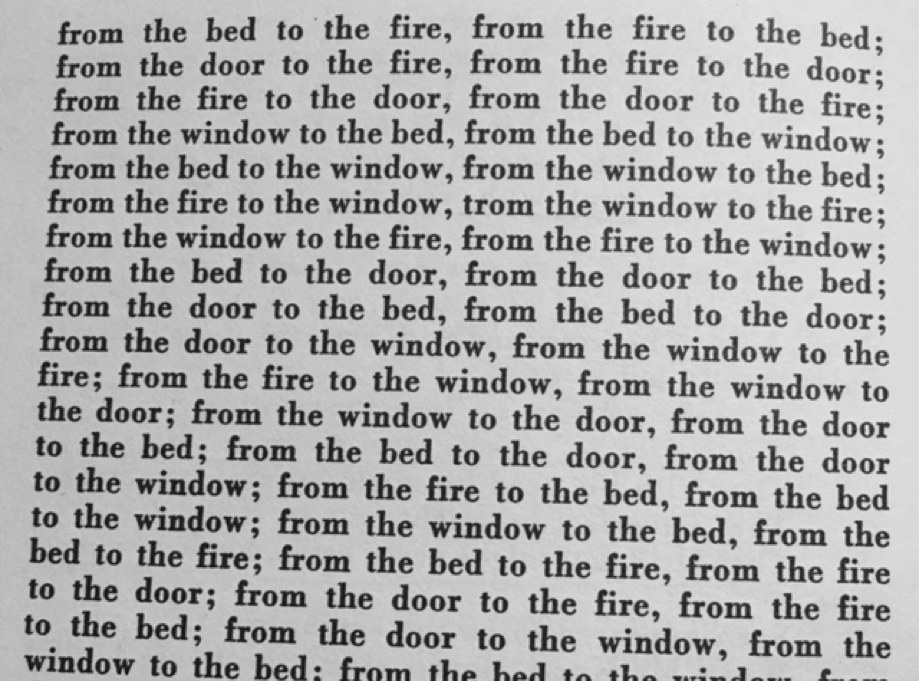 from the bed to the fire, from the fire to the bed;
from the door to the fire, from the fire to the door;
from the fire to the door, from the door to the fire;
from the window to the bed, from the bed to the window;
from the bed to the window, from the window to the bed;
from the fire to the window, trom the window to the fire;
from the window to the fire, from the fire to the window;
from the bed to the door, from the door to the bed;
from the door to the bed, from the bed to the door;
from the door to the window, from the window to the
fire; from the fire to the window, from the window to
the door; from the window to the door, from the door
to the bed; from the bed to the door, from the door
to the window; from the fire to the bed, from the bed
to the window; from the window to the bed, from the
bed to the fire; from the bed to the fire, from the fire
to the door; from the door to the fire, from the fire
to the bed; from the door to the window, from the
window to the bed; from the bed to the window, from